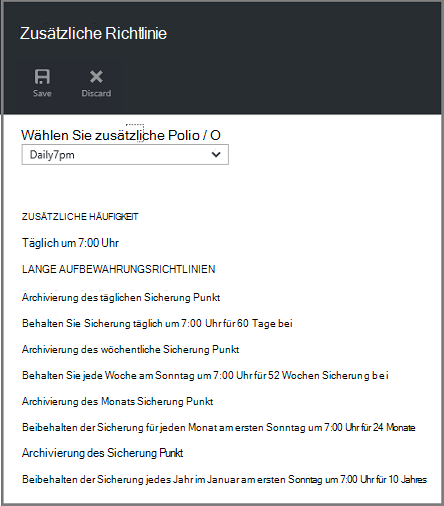 Zusätzliche Richtlinie
Save Discard
Wählen Sie zusätzliche Polio / O
Daily7pm
ZUSÄTZLICHE HÄUFIGKEIT
Täglich um 7:00 Uhr
LANGE AUFBEWAHRUNGSRICHTLINIEN
Archivierung des täglichen Sicherung Punkt
Behalten Sie Sicherung täglich um 7:00 Uhr für 60 Tage bei
Archivierung des wöchentliche Sicherung Punkt
Behalten Sie jede Woche am Sonntag um 7:00 Uhr für 52 Wochen Sicherung bei
Archivierung des Monats Sicherung Punkt
Beibehalten der Sicherung für jeden Monat am ersten Sonntag um 7:00 Uhr für 24 Monate
Archivierung des Sicherung Punkt
Beibehalten der Sicherung jedes Jahr im Januar am ersten Sonntag um 7:00 Uhr für 10 Jahres